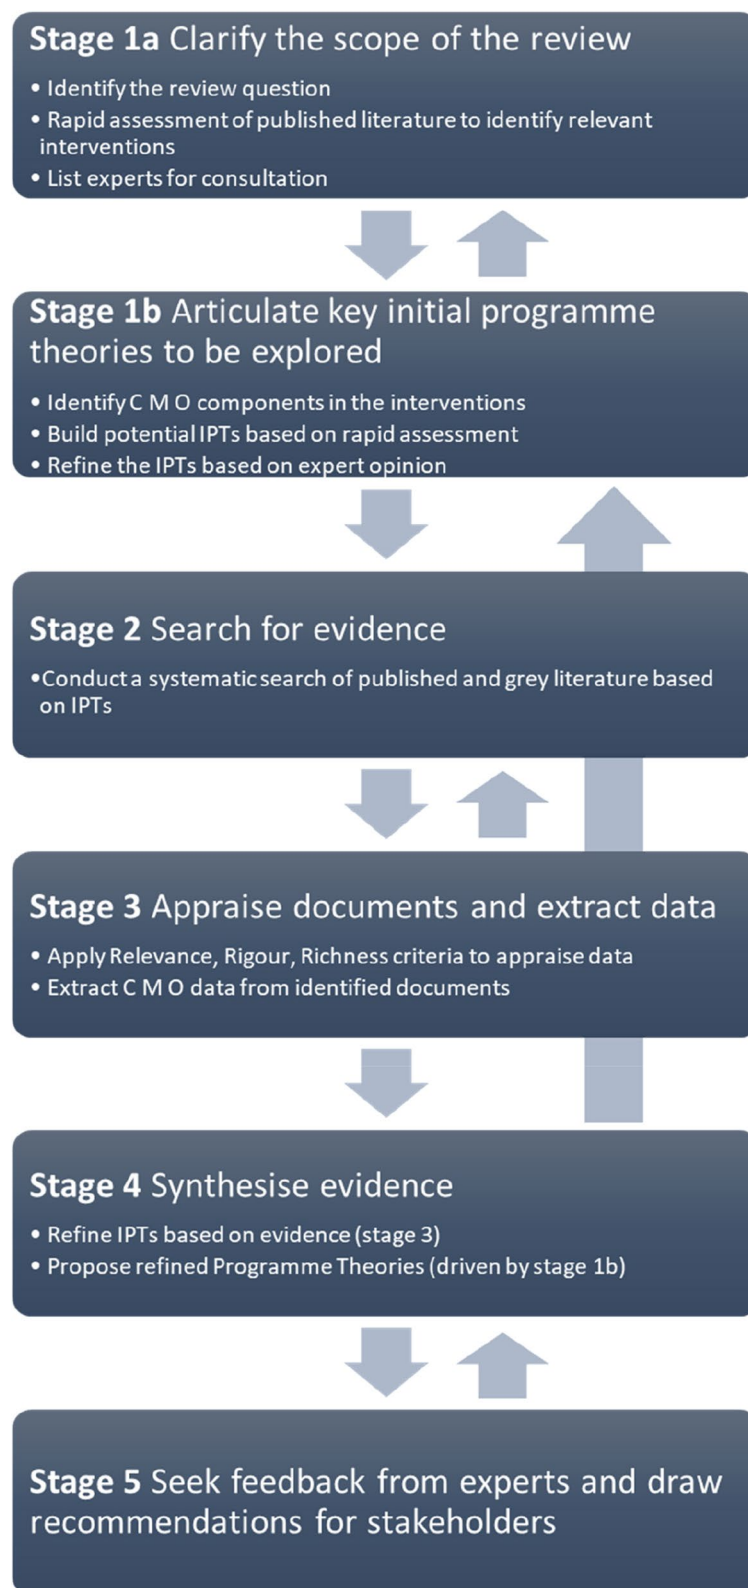 Stage 1a Clarify the scope of the review
• Identify the review question
• Rapid assessment of published literature to identify relevant
interventions
• List experts for consultation
Stage 1b Articulate key initial programme
theories to be explored
• Identify C M O components in the interventions
• Build potential IPTs based on rapid assessment
• Refine the IPTs based on expert opinion
Stage 2 Search for evidence
•Conduct a systematic search of published and grey literature based
on IPTs
Stage 3 Appraise documents and extract data
• Apply Relevance, Rigour, Richness criteria to appraise data
• Extract C M O data from identified documents
Stage 4 Synthesise evidence
• Refine IPTs based on evidence (stage 3)
• Propose refined Programme Theories (driven by stage 1b)
Stage 5 Seek feedback from experts and draw
recommendations for stakeholders